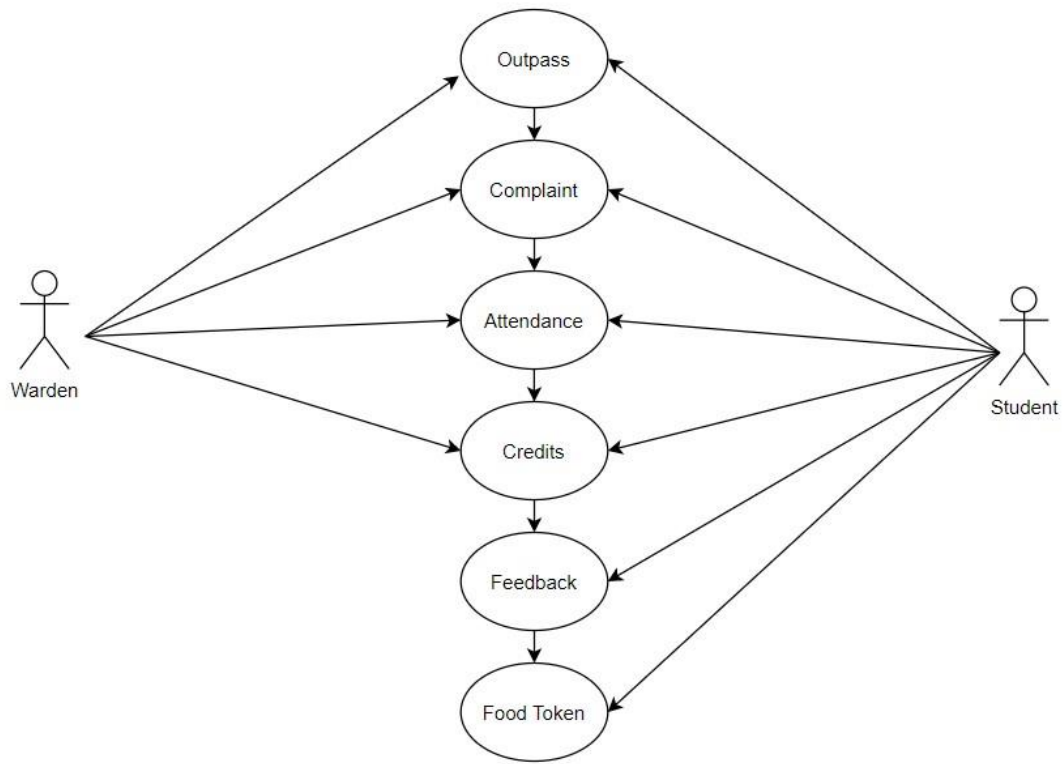 Outpass
Complaint
Attendance
Warden
Student
Credits
Feedback
Food Token